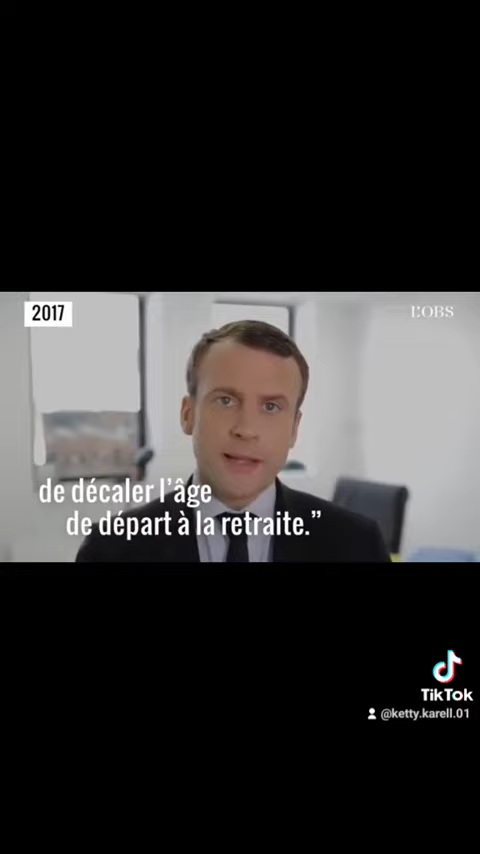 2017
L'OBS
de décaler l'âge
de départ à la retraite.”
TikTok
@ketty.karell.01